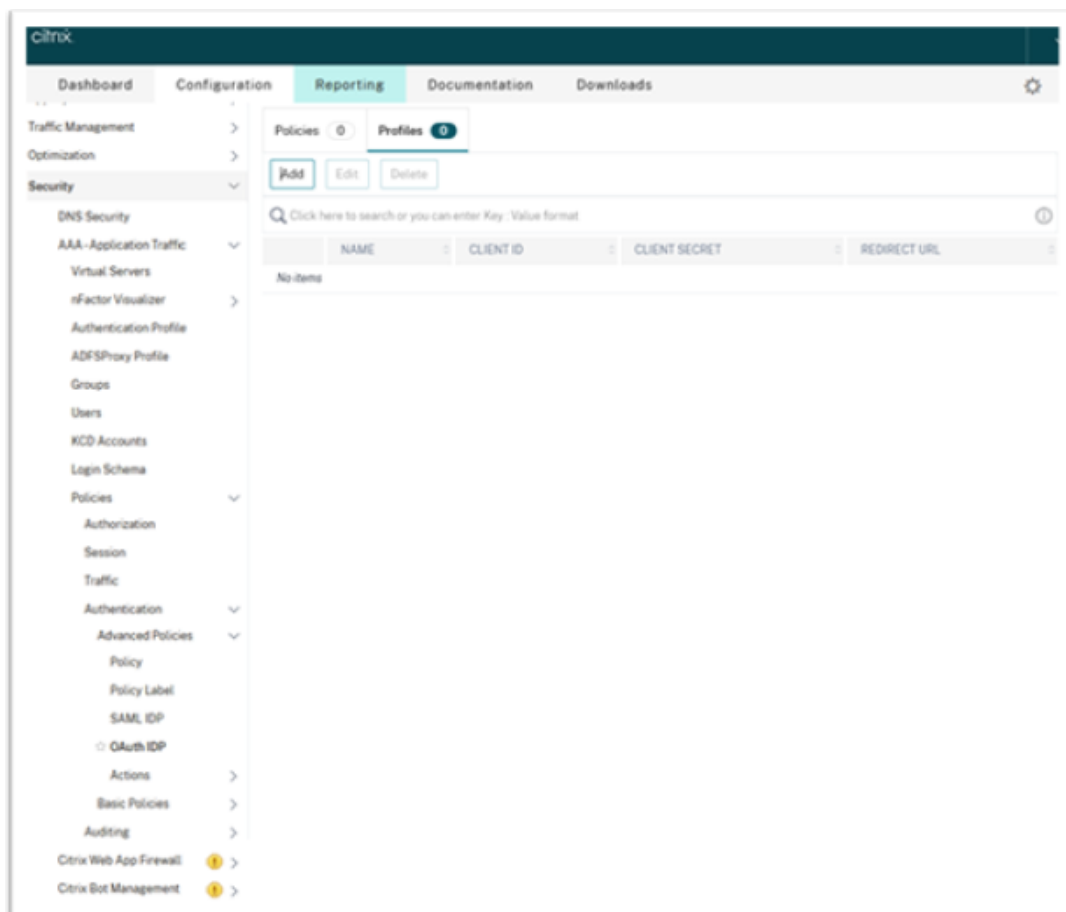 citrix
Dashboard Configuration Reporting Documentation Downloads
Traffic Management
Optimization
Security
DNS Security
AAA - Application Traffic
Virtual Servers
nFactor Visualizer
Authentication Profile
ADFSProxy Profile
Groups
Users
KCD Accounts
Login Schema
Policies
Authorization
Session
Traffic
Authentication
Advanced Policies
Policy
Policy Label
SAML IDP
OAuth IDP
Actions
Basic Policies
Auditing
Citrix Web App Firewall
Citrix Bot Management
Policies 0 Profiles 0
Add Edit Delete
Click here to search or you can enter Key : Value format
NAME CLIENT ID CLIENT SECRET REDIRECT URL
No items